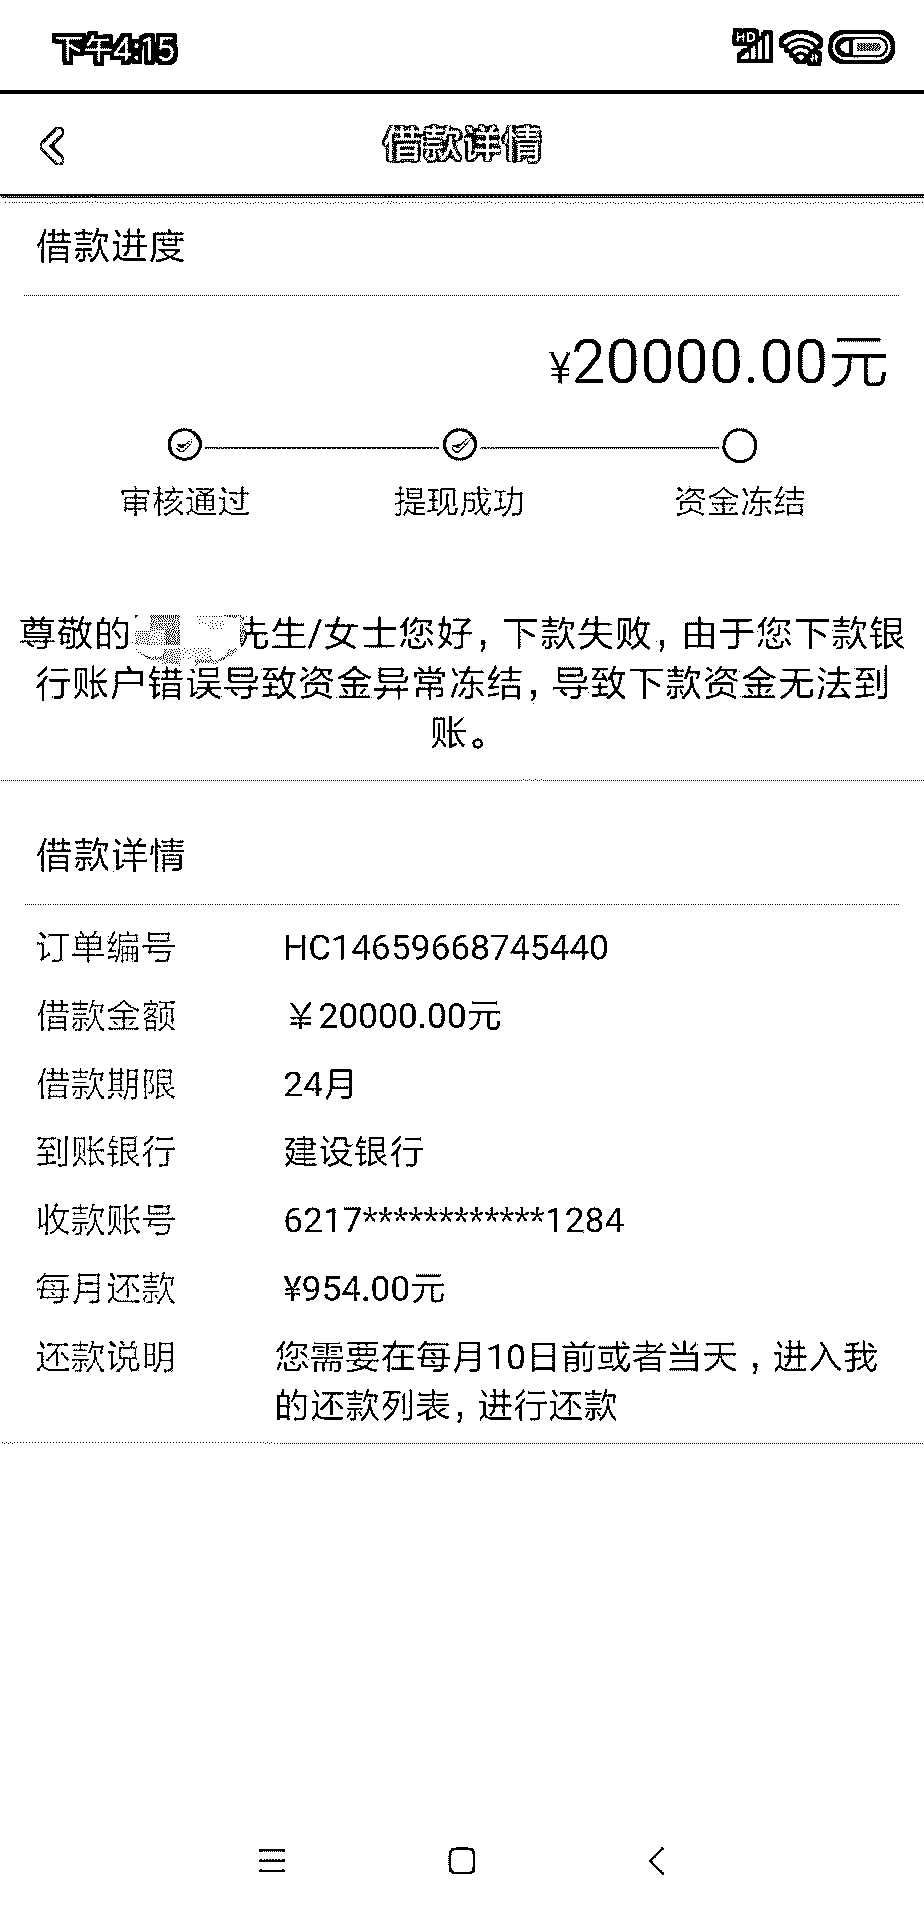 下午4:15
HD
借款详情
借款进度
¥20000.00元
审核通过 提现成功 资金冻结
尊敬的 先生/女士您好，下款失败，由于您下款银
行账户错误导致资金异常冻结，导致下款资金无法到
账。
借款详情
订单编号 HC14659668745440
借款金额 ￥20000.00元
借款期限 24月
到账银行 建设银行
收款账号 6217************1284
每月还款 ¥954.00元
还款说明 您需要在每月10日前或者当天，进入我
的还款列表，进行还款